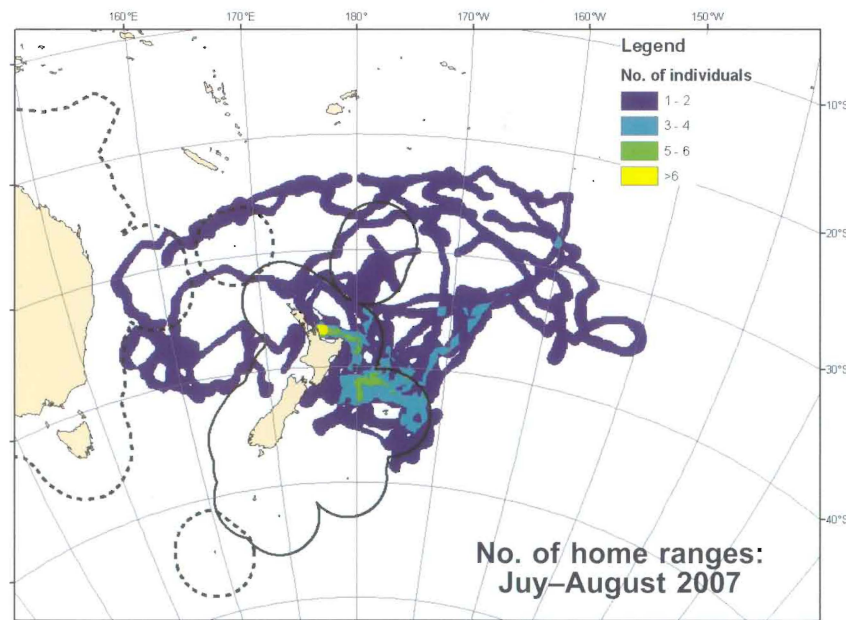 160°E 170°E 180° 170°W 160°W 150°W
Legend
No. of individuals
1 - 2
3 - 4
5 - 6
>6
10°S
20°S
30°S
40°S
No. of home ranges:
Juy–August 2007